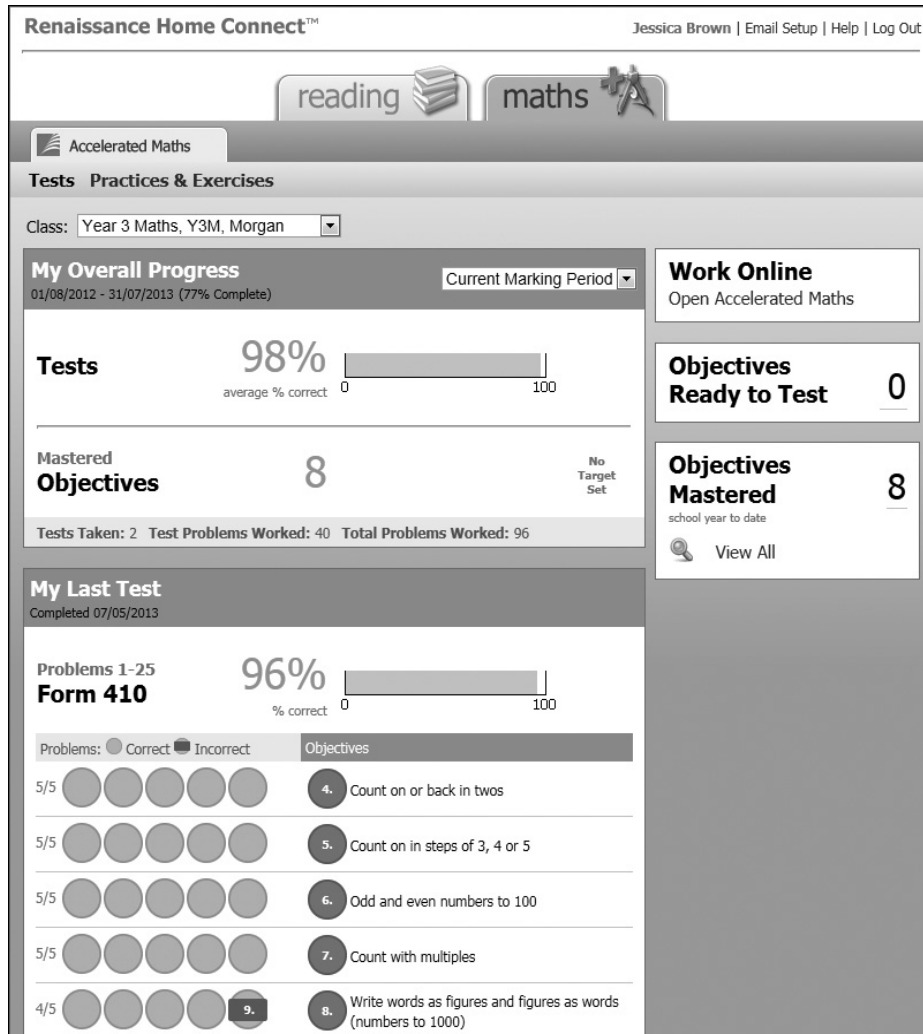 Renaissance Home Connect™
Jessica Brown | Email Setup | Help | Log Out
reading
maths
Accelerated Maths
Tests Practices & Exercises
Class: Year 3 Maths, Y3M, Morgan
My Overall Progress
01/08/2012 - 31/07/2013 (77% Complete)
Current Marking Period
Tests
98%
average % correct
0 100
Mastered
Objectives
8
No
Target
Set
Tests Taken: 2 Test Problems Worked: 40 Total Problems Worked: 96
Work Online
Open Accelerated Maths
Objectives
Ready to Test
0
Objectives
Mastered
8
school year to date
View All
My Last Test
Completed 07/05/2013
Problems 1-25
Form 410
96%
% correct
0 100
Problems: Correct Incorrect
Objectives
5/5 4. Count on or back in twos
5/5 5. Count on in steps of 3, 4 or 5
5/5 6. Odd and even numbers to 100
5/5 7. Count with multiples
4/5 9. 8. Write words as figures and figures as words
(numbers to 1000)